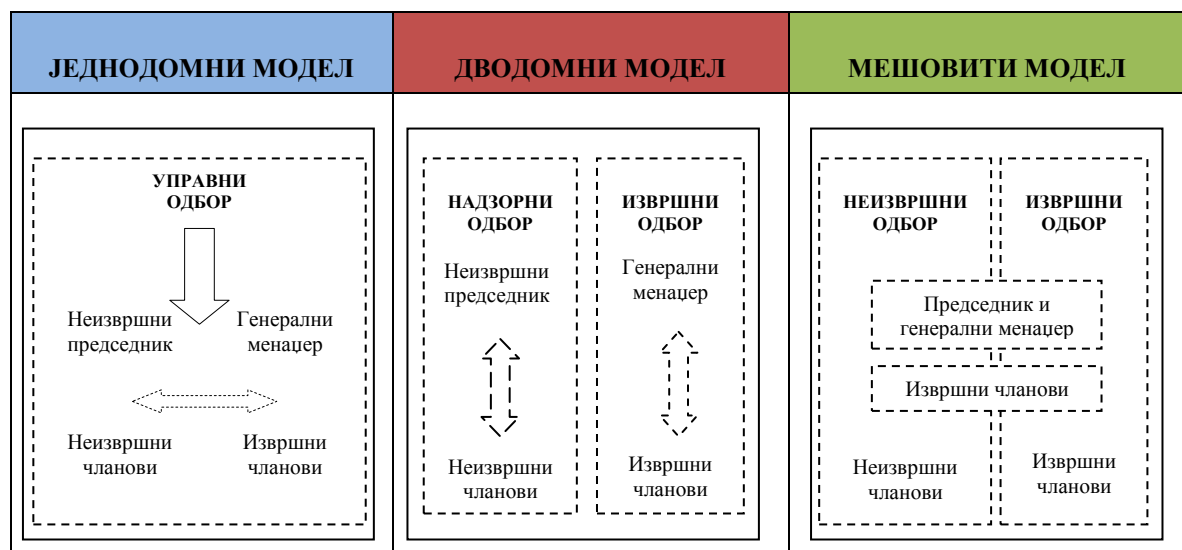 ЈЕДНОДОМНИ МОДЕЛ
ДВОДОМНИ МОДЕЛ
МЕШОВИТИ МОДЕЛ
УПРАВНИ
ОДБОР
Неизвршни
председник
Генерални
менаџер
Неизвршни
чланови
Извршни
чланови
НАДЗОРНИ
ОДБОР
Неизвршни
председник
Неизвршни
чланови
ИЗВРШНИ
ОДБОР
Генерални
менаџер
Извршни
чланови
НЕИЗВРШНИ
ОДБОР
ИЗВРШНИ
ОДБОР
Председник и
генерални менаџер
Извршни чланови
Неизвршни
чланови
Извршни
чланови